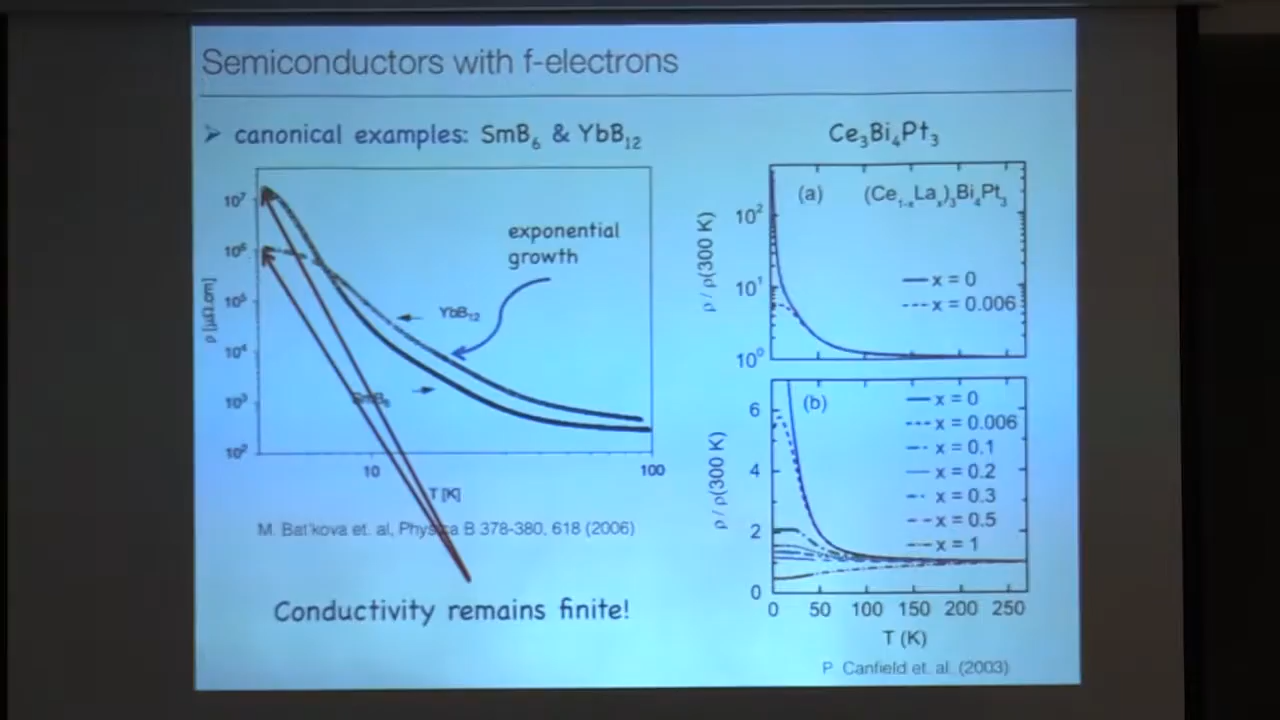 Semiconductors with f-electrons
➤ canonical examples: SmB₆ & YbB₁₂
Ce₃Bi₄Pt₃
10⁷
10⁶
10⁵
10⁴
10³
10²
ρ [μΩ.cm]
exponential
growth
YbB₁₂
SmB₆
10
100
T [K]
M. Bat'kova et. al, Physica B 378-380, 618 (2006)
Conductivity remains finite!
(a)
(Ce₁₋ₓLaₓ)₃Bi₄Pt₃
ρ / ρ(300 K)
10²
10¹
10⁰
x = 0
x = 0.006
(b)
ρ / ρ(300 K)
6
4
2
0
x = 0
x = 0.006
x = 0.1
x = 0.2
x = 0.3
x = 0.5
x = 1
0 50 100 150 200 250
T (K)
P. Canfield et. al. (2003)